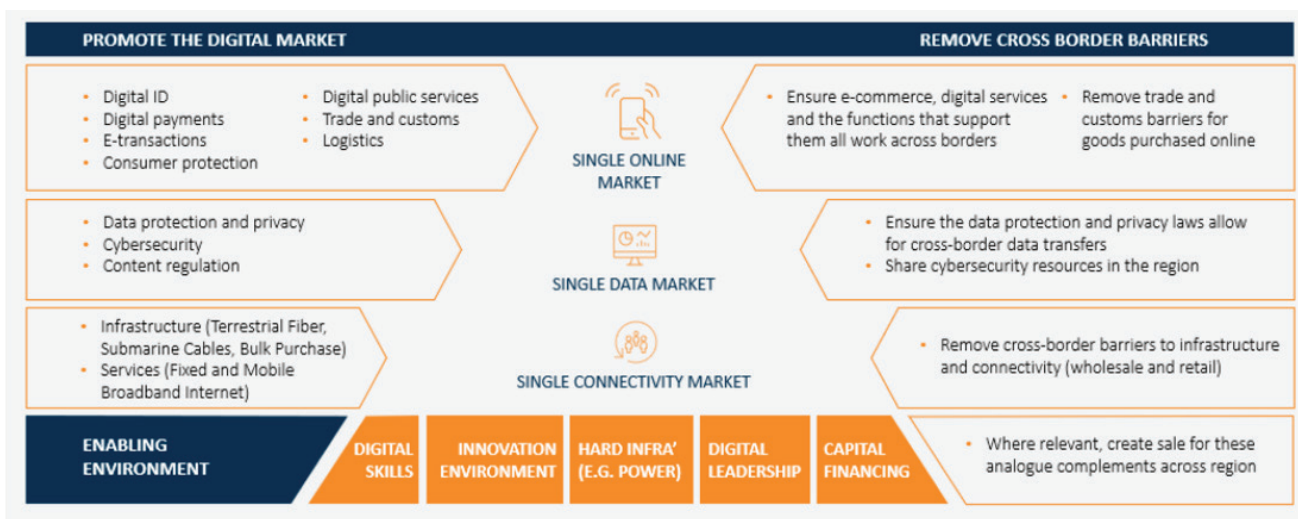 PROMOTE THE DIGITAL MARKET
REMOVE CROSS BORDER BARRIERS
• Digital ID
• Digital payments
• E-transactions
• Consumer protection
• Digital public services
• Trade and customs
• Logistics
SINGLE ONLINE
MARKET
• Ensure e-commerce, digital services
and the functions that support
them all work across borders
• Remove trade and
customs barriers for
goods purchased online
• Data protection and privacy
• Cybersecurity
• Content regulation
SINGLE DATA MARKET
• Ensure the data protection and privacy laws allow
for cross-border data transfers
• Share cybersecurity resources in the region
• Infrastructure (Terrestrial Fiber,
Submarine Cables, Bulk Purchase)
• Services (Fixed and Mobile
Broadband Internet)
SINGLE CONNECTIVITY MARKET
• Remove cross-border barriers to infrastructure
and connectivity (wholesale and retail)
ENABLING
ENVIRONMENT
DIGITAL
SKILLS
INNOVATION
ENVIRONMENT
HARD INFRA'
(E.G. POWER)
DIGITAL
LEADERSHIP
CAPITAL
FINANCING
• Where relevant, create sale for these
analogue complements across region